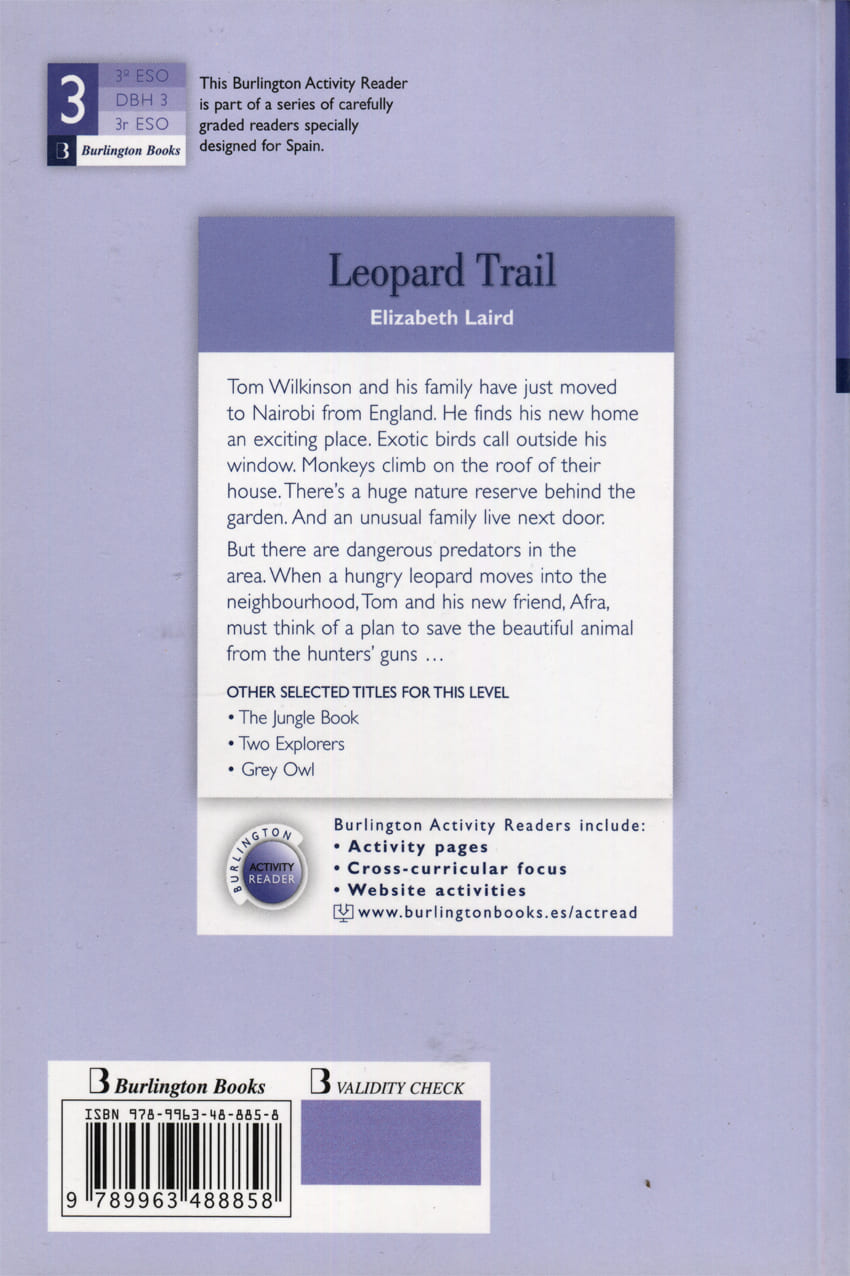 3
3º ESO
DBH 3
3r ESO
B Burlington Books
This Burlington Activity Reader
is part of a series of carefully
graded readers specially
designed for Spain.
Leopard Trail
Elizabeth Laird
Tom Wilkinson and his family have just moved
to Nairobi from England. He finds his new home
an exciting place. Exotic birds call outside his
window. Monkeys climb on the roof of their
house. There's a huge nature reserve behind the
garden. And an unusual family live next door.
But there are dangerous predators in the
area. When a hungry leopard moves into the
neighbourhood, Tom and his new friend, Afra,
must think of a plan to save the beautiful animal
from the hunters' guns ...
OTHER SELECTED TITLES FOR THIS LEVEL
• The Jungle Book
• Two Explorers
• Grey Owl
BURLINGTON
ACTIVITY
READER
Burlington Activity Readers include:
• Activity pages
• Cross-curricular focus
• Website activities
www.burlingtonbooks.es/actread
B Burlington Books
B VALIDITY CHECK
ISBN 978-9963-48-885-8
9 789963 488858